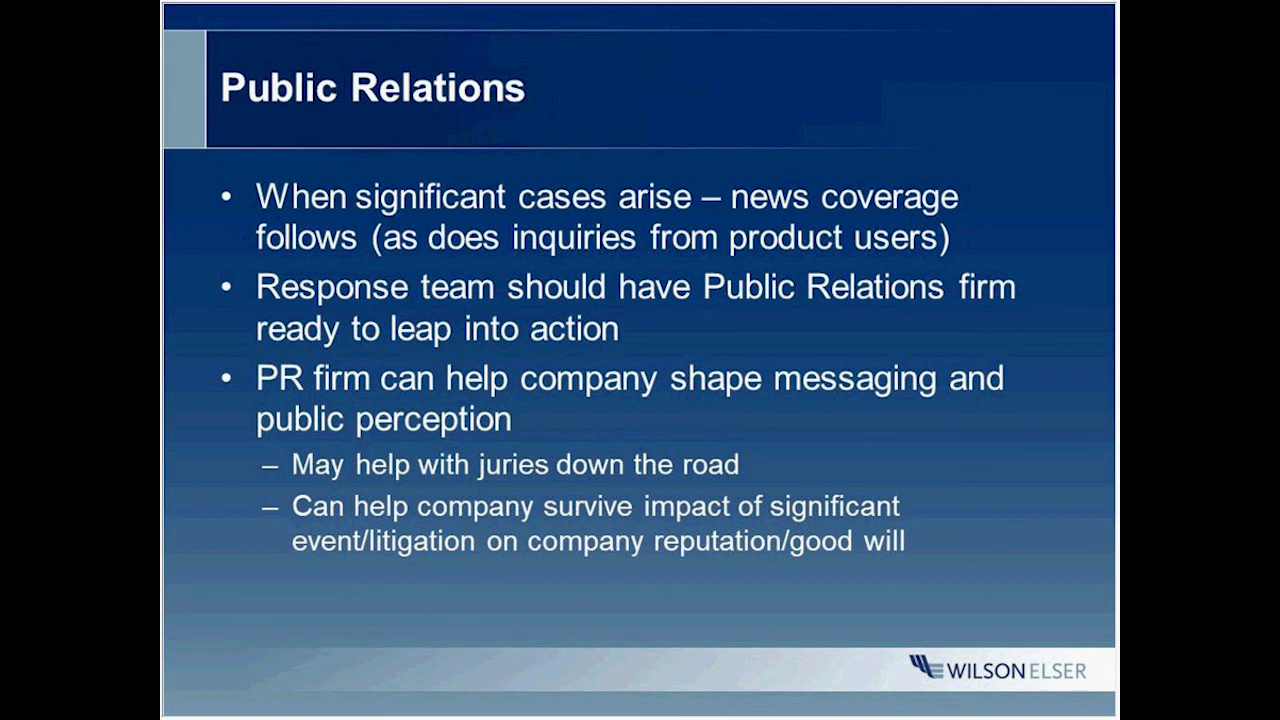 Public Relations
• When significant cases arise – news coverage
follows (as does inquiries from product users)
• Response team should have Public Relations firm
ready to leap into action
• PR firm can help company shape messaging and
public perception
– May help with juries down the road
– Can help company survive impact of significant
event/litigation on company reputation/good will
WILSON ELSER